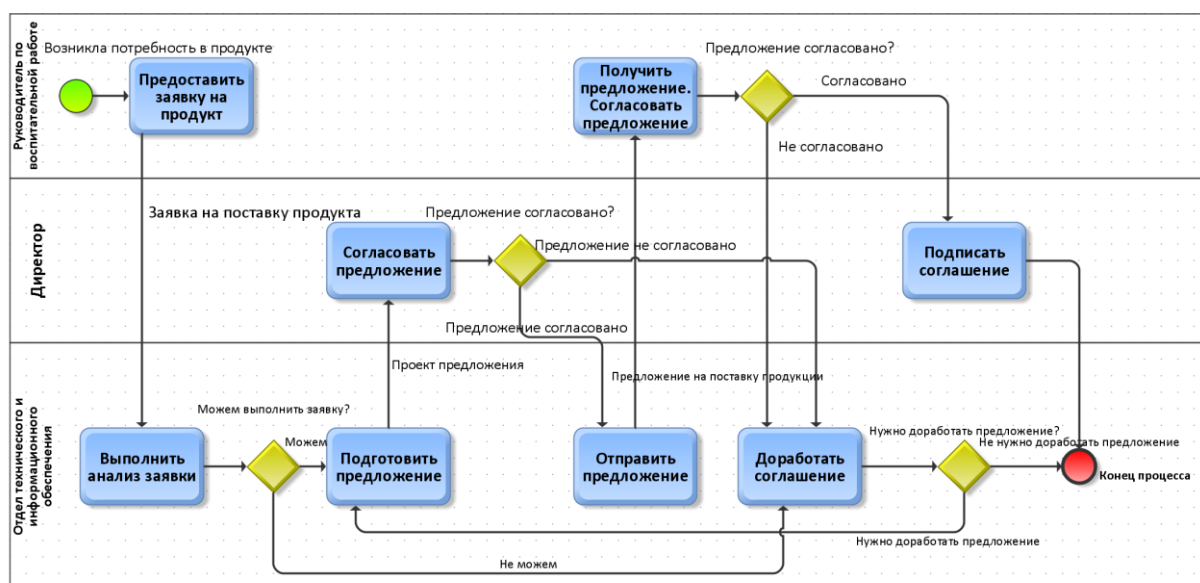 Руководитель по
воспитательной работе
Возникла потребность в продукте
Предоставить
заявку на
продукт
Получить
предложение.
Согласовать
предложение
Предложение согласовано?
Согласовано
Не согласовано
Директор
Заявка на поставку продукта
Согласовать
предложение
Предложение согласовано?
Предложение не согласовано
Предложение согласовано
Подписать
соглашение
Отдел технического и
информационного
обеспечения
Проект предложения
Предложение на поставку продукции
Выполнить
анализ заявки
Можем выполнить заявку?
Можем
Подготовить
предложение
Отправить
предложение
Доработать
соглашение
Нужно доработать предложение?
Не нужно доработать предложение
Конец процесса
Нужно доработать предложение
Не можем